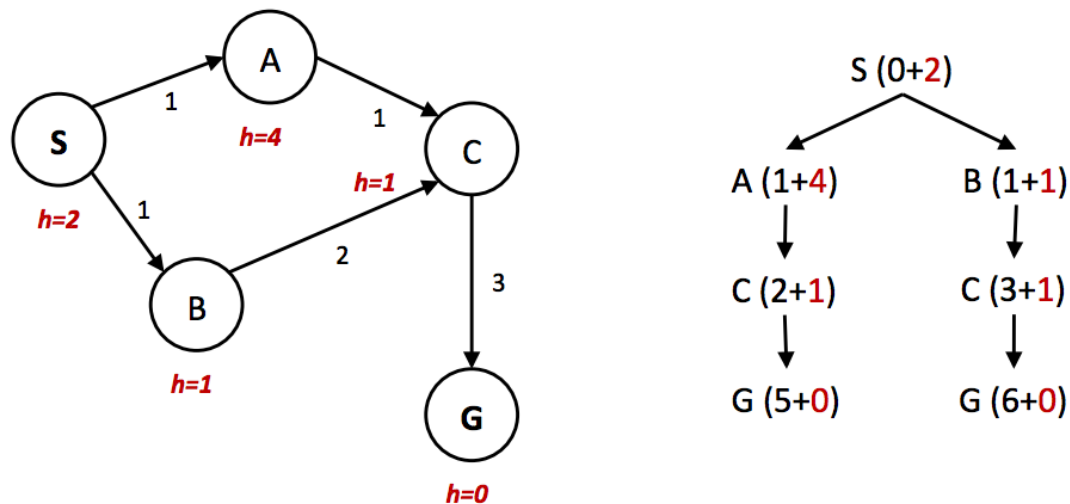 A
1
h=4
1
S
h=2
C
h=1
1
2
B
h=1
3
G
h=0
S (0+2)
A (1+4) B (1+1)
C (2+1) C (3+1)
G (5+0) G (6+0)